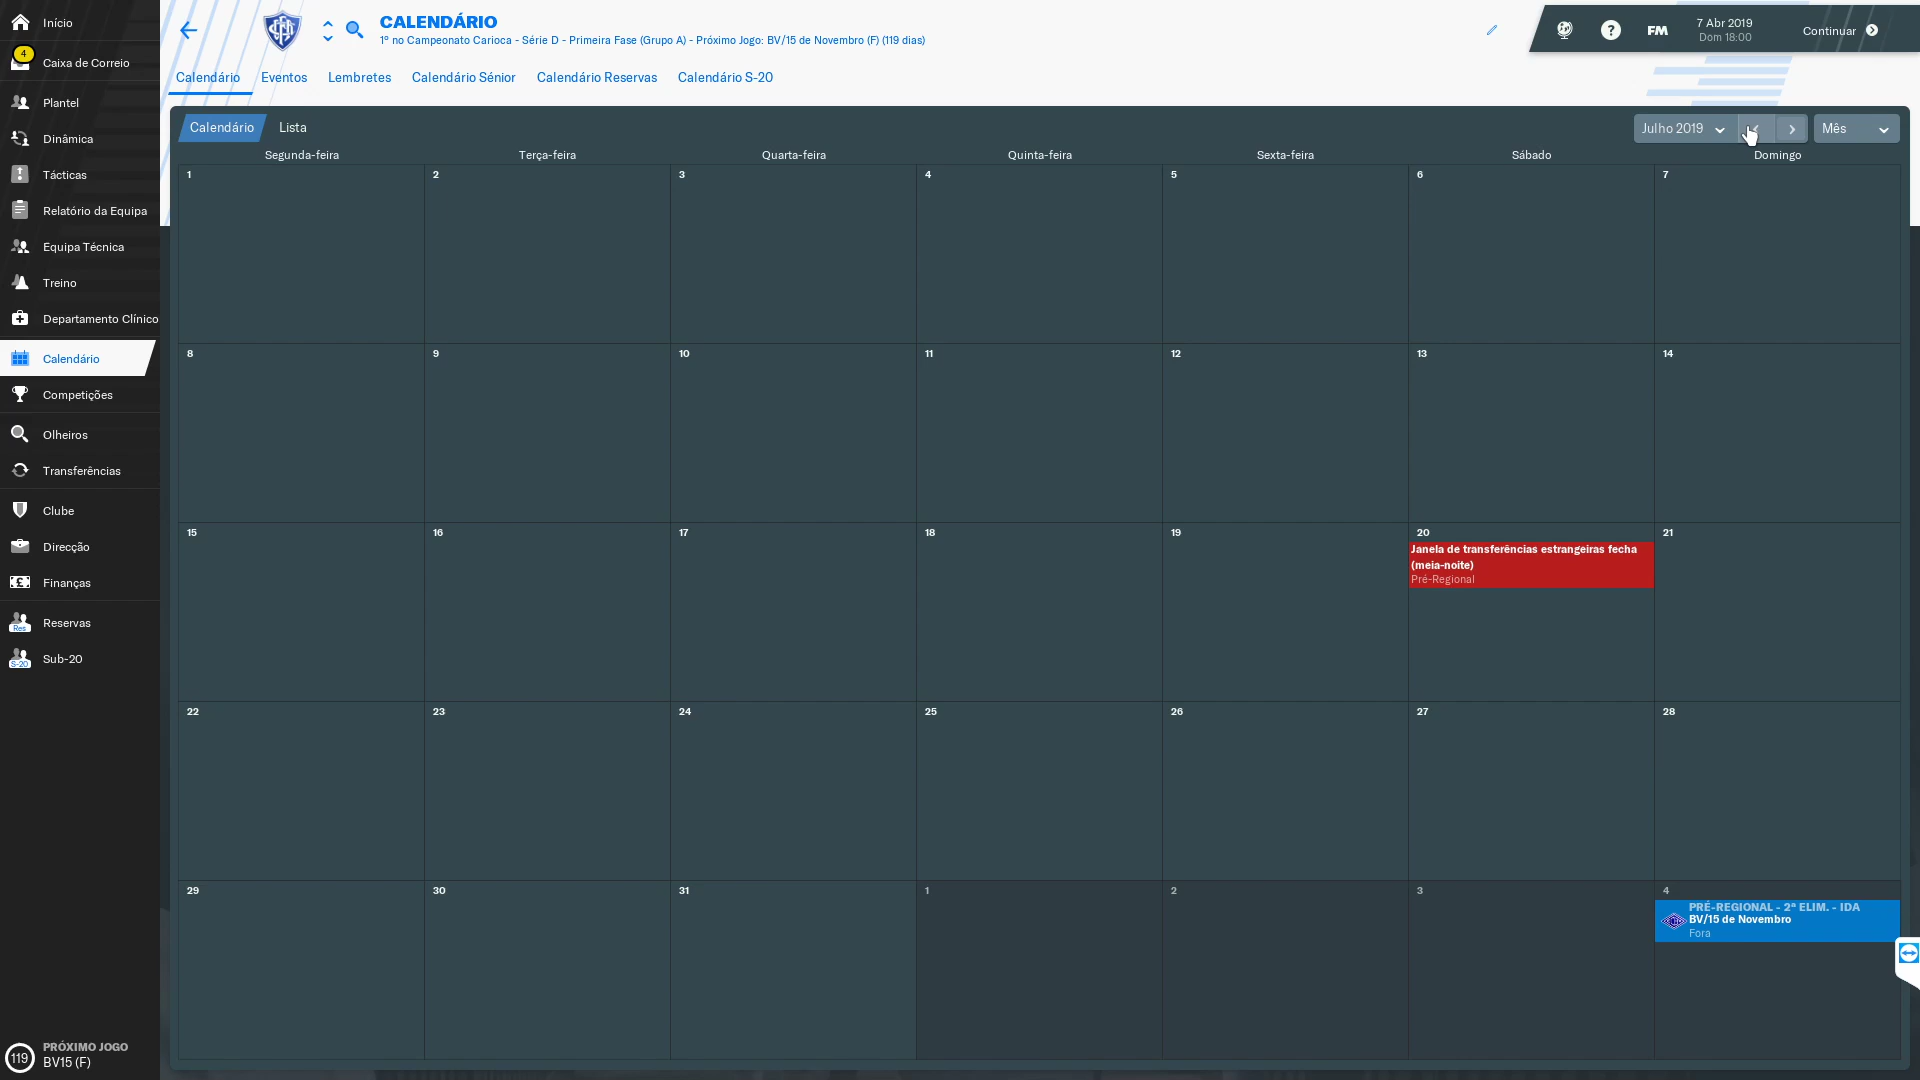 Início
4
Caixa de Correio
Plantel
Dinâmica
Tácticas
Relatório da Equipa
Equipa Técnica
Treino
Departamento Clínico
Calendário
Competições
Olheiros
Transferências
Clube
Direcção
Finanças
Res
Reservas
S-20
Sub-20
119
PRÓXIMO JOGO
BV15 (F)
CALENDÁRIO
1º no Campeonato Carioca - Série D - Primeira Fase (Grupo A) - Próximo Jogo: BV/15 de Novembro (F) (119 dias)
? FM
7 Abr 2019
Dom 18:00
Continuar
Calendário Eventos Lembretes Calendário Sénior Calendário Reservas Calendário S-20
Calendário Lista
Julho 2019 Mês
Segunda-feira Terça-feira Quarta-feira Quinta-feira Sexta-feira Sábado Domingo
1 2 3 4 5 6 7
8 9 10 11 12 13 14
15 16 17 18 19 20 21
Janela de transferências estrangeiras fecha
(meia-noite)
Pré-Regional
22 23 24 25 26 27 28
29 30 31 1 2 3 4
PRÉ-REGIONAL - 2ª ELIM. - IDA
BV/15 de Novembro
Fora